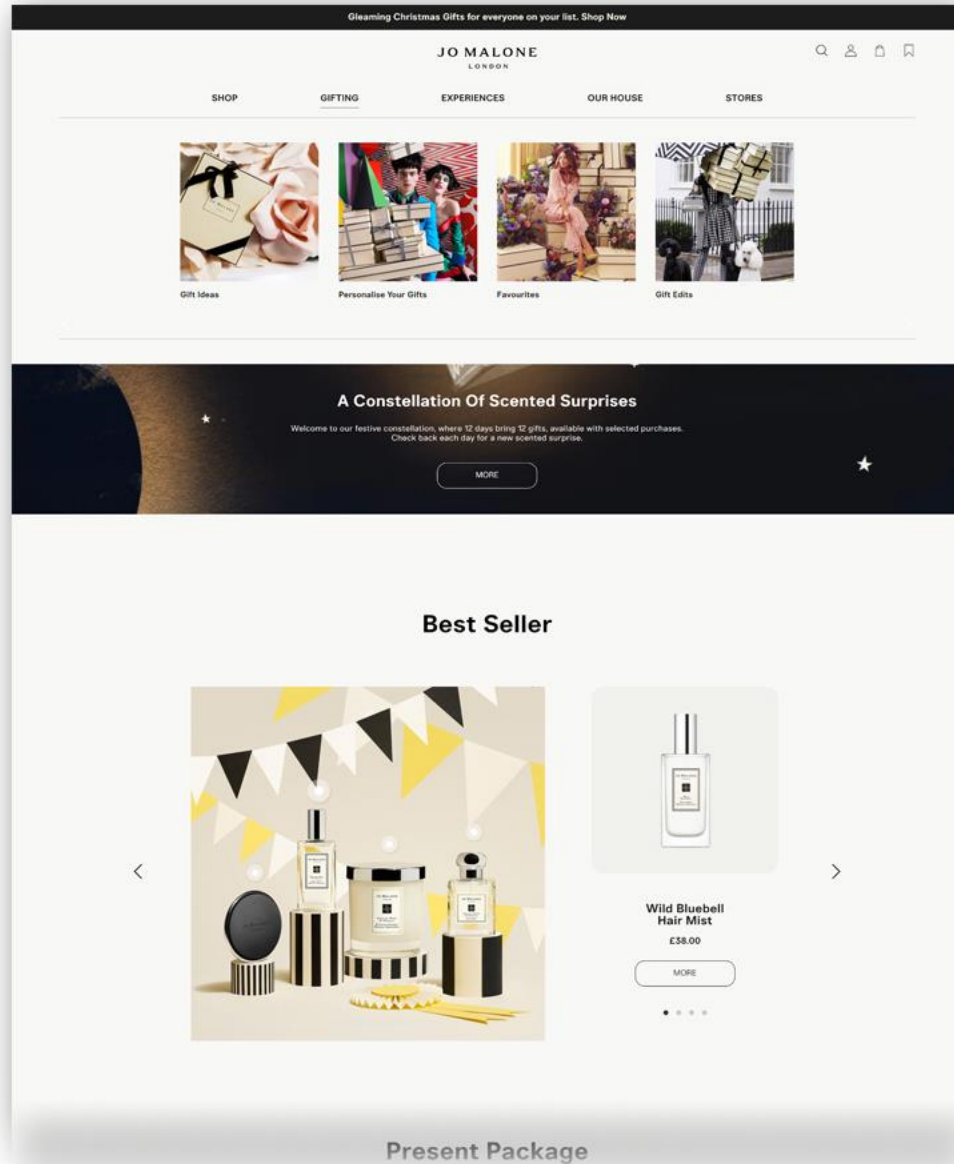 Gleaming Christmas Gifts for everyone on your list. Shop Now
JO MALONE
LONDON
SHOP GIFTING EXPERIENCES OUR HOUSE STORES
Gift Ideas Personalise Your Gifts Favourites Gift Edits
A Constellation Of Scented Surprises
Welcome to our festive constellation, where 12 days bring 12 gifts, available with selected purchases.
Check back each day for a new scented surprise.
MORE
Best Seller
Wild Bluebell
Hair Mist
£38.00
MORE
Present Package